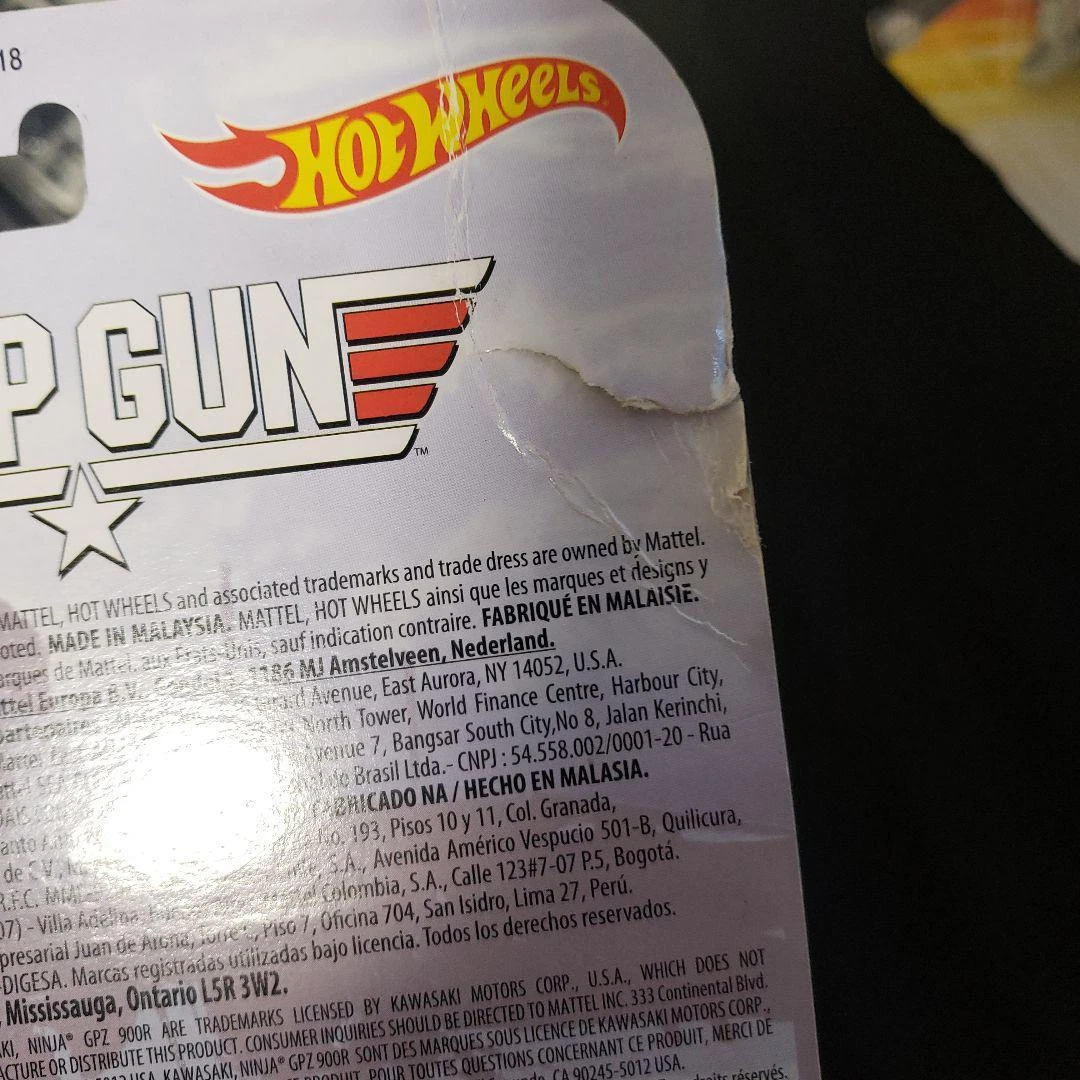 18
HOT WHEELS
P GUN
TM
MATTEL, HOT WHEELS and associated trademarks and trade dress are owned by Mattel.
oted. MADE IN MALAYSIA. MATTEL, HOT WHEELS ainsi que les marques et designs y
arques de Mattel, aux États-Unis, sauf indication contraire. FABRIQUÉ EN MALAISIE.
ttel Europa B.V., 1186 MJ Amstelveen, Nederland.
Avenue, East Aurora, NY 14052, U.S.A.
North Tower, World Finance Centre, Harbour City,
Avenue 7, Bangsar South City,No 8, Jalan Kerinchi,
Brasil Ltda.- CNPJ : 54.558.002/0001-20 - Rua
FABRICADO NA / HECHO EN MALASIA.
No. 193, Pisos 10 y 11, Col. Granada,
de C.V., S.A., Avenida Américo Vespucio 501-B, Quilicura,
R.F.C. Colombia, S.A., Calle 123#7-07 P.5, Bogotá.
07) - Villa Adelina, Piso 7, Oficina 704, San Isidro, Lima 27, Perú.
presarial Juan de Arona, Torre
-DIGESA. Marcas registradas utilizadas bajo licencia. Todos los derechos reservados.
, Mississauga, Ontario L5R 3W2.
KI, NINJA® GPZ 900R ARE TRADEMARKS LICENSED BY KAWASAKI MOTORS CORP., U.S.A., WHICH DOES NOT
ACTURE OR DISTRIBUTE THIS PRODUCT. CONSUMER INQUIRIES SHOULD BE DIRECTED TO MATTEL INC. 333 Continental Blvd.
USA. KAWASAKI, NINJA® GPZ 900R SONT DES MARQUES SOUS LICENCE DE KAWASAKI MOTORS CORP.,
PRODUIT. POUR TOUTES QUESTIONS CONCERNANT CE PRODUIT, MERCI DE
CA 90245-5012 USA.
droits réservés.